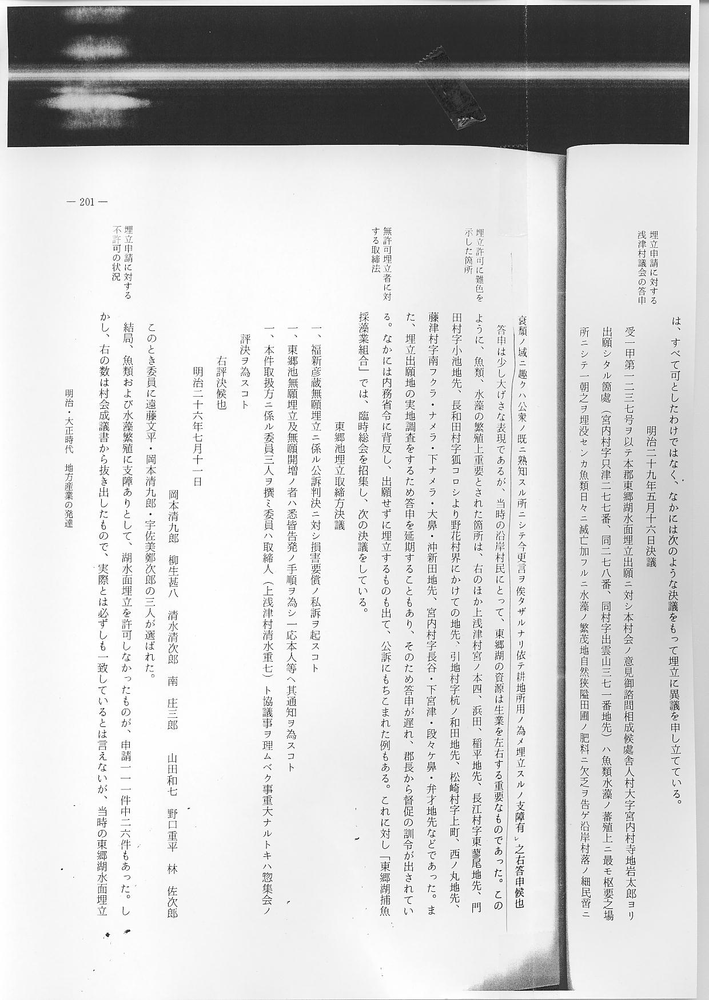 埋立申請に対する
浅津村議会の答申
は、すべて可としたわけではなく、なかには次のような決議をもって埋立に異議を申し立てている。
明治二十九年五月十六日決議
受一甲第一二三七号ヲ以テ本郡東郷湖水面埋立出願ニ対シ本村会ノ意見御諮問相成候處舎人村大字宮内村寺地岩太郎ヨリ
出願シタル箇處(宮内村字只津二七七番、同二七八番、同村字出雲山三七一番地先)ハ魚類水藻ノ蕃殖上ニ最モ枢要之場
所ニシテ一朝之ヲ埋没センカ魚類日々ニ滅亡加フルニ水藻ノ繁茂地自然狭隘田圃ノ肥料ニ欠乏ヲ告ゲ沿岸村落ノ細民啻ニ
衰頽ノ域ニ趣クハ公衆ノ既ニ熟知スル所ニシテ今更言ヲ俟タザルナリ依テ耕地所用ノ為メ埋立スルノ支障有」之右答申候也
答申は少し大げさな表現であるが、当時の沿岸村民にとって、東郷湖の資源は生業を左右する重要なものであった。この
埋立許可に難色を
示した箇所
ように、魚類、水藻の繁殖上重要とされた箇所は、右のほか上浅津村宮ノ本四、浜田、稲平地先、長江村字東蓼尾地先、門
田村字小池地先、長和田村字狐コロシより野花村界にかけての地先、引地村字杭ノ和田地先、松崎村字上町、西ノ丸地先、
藤津村字南フクラ・ナメラ・下ナメラ・大鼻・沖新田地先、宮内村字長谷・下宮津・段々ケ鼻・弁才地先などであった。ま
た、埋立出願地の実地調査をするため答申を延期することもあり、そのため答申が遅れ、郡長から督促の訓令が出されてい
無許可埋立者に対
する取締法
る。なかには内務省令に背反し、出願せずに埋立するものも出て、公訴にもちこまれた例もある。これに対し「東郷湖捕魚
採藻業組合」では、臨時総会を招集し、次の決議をしている。
東郷池埋立取締方決議
一、福新彦蔵無願埋立ニ係ル公訴判決ニ対シ損害要償ノ私訴ヲ起スコト
一、東郷池無願埋立及無願開増ノ者ハ悉皆告発ノ手順ヲ為シ一応本人等ヘ其通知ヲ為スコト
一、本件取扱方ニ係ル委員三人ヲ撰ミ委員ハ取締人(上浅津村清水重七)ト協議事ヲ理ムベク事重大ナルトキハ惣集会ノ
評決ヲ為スコト
右評決候也
明治二十六年七月十一日
岡本清九郎 柳生甚八 清水清次郎 南 庄三郎 山田和七 野口重平 林 佐次郎
このとき委員に遠藤文平・岡本清九郎・宇佐美鄭次郎の三人が選ばれた。
埋立申請に対する
不許可の状況
結局、魚類および水藻繁殖に支障ありとして、湖水面埋立を許可しなかったものが、申請一一一件中二六件もあった。し
かし、右の数は村会成議書から抜き出したもので、実際とは必ずしも一致しているとは言えないが、当時の東郷湖水面埋立
明治・大正時代 地方産業の発達
— 201 —